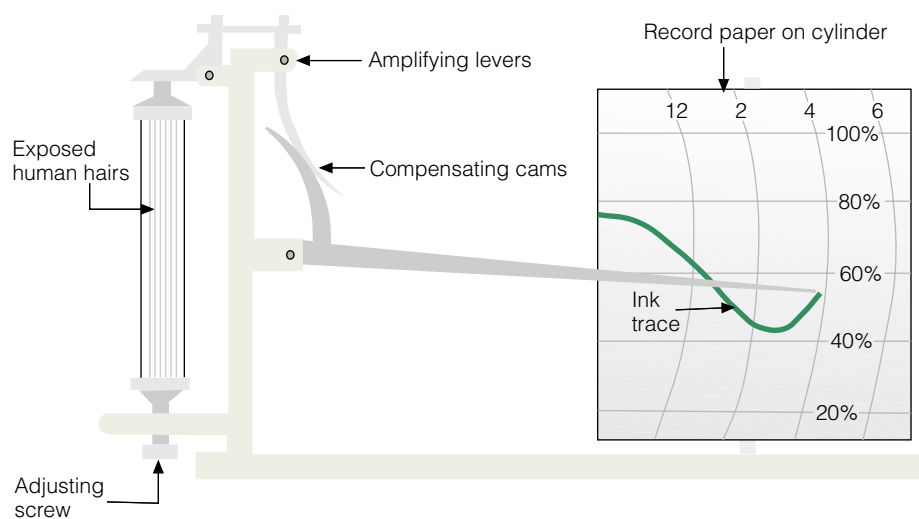 Record paper on cylinder
Amplifying levers
12 2 4 6
100%
Exposed
human hairs
Compensating cams
80%
60%
Ink
trace
40%
20%
Adjusting
screw